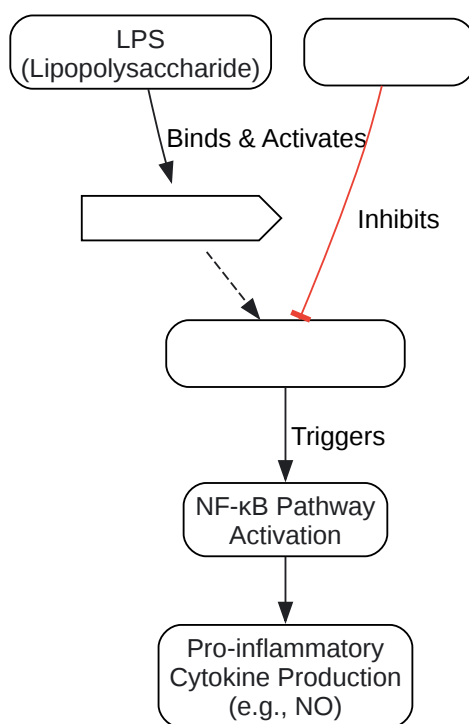 LPS
(Lipopolysaccharide)
Binds & Activates
Inhibits
Triggers
NF-κB Pathway
Activation
Pro-inflammatory
Cytokine Production
(e.g., NO)